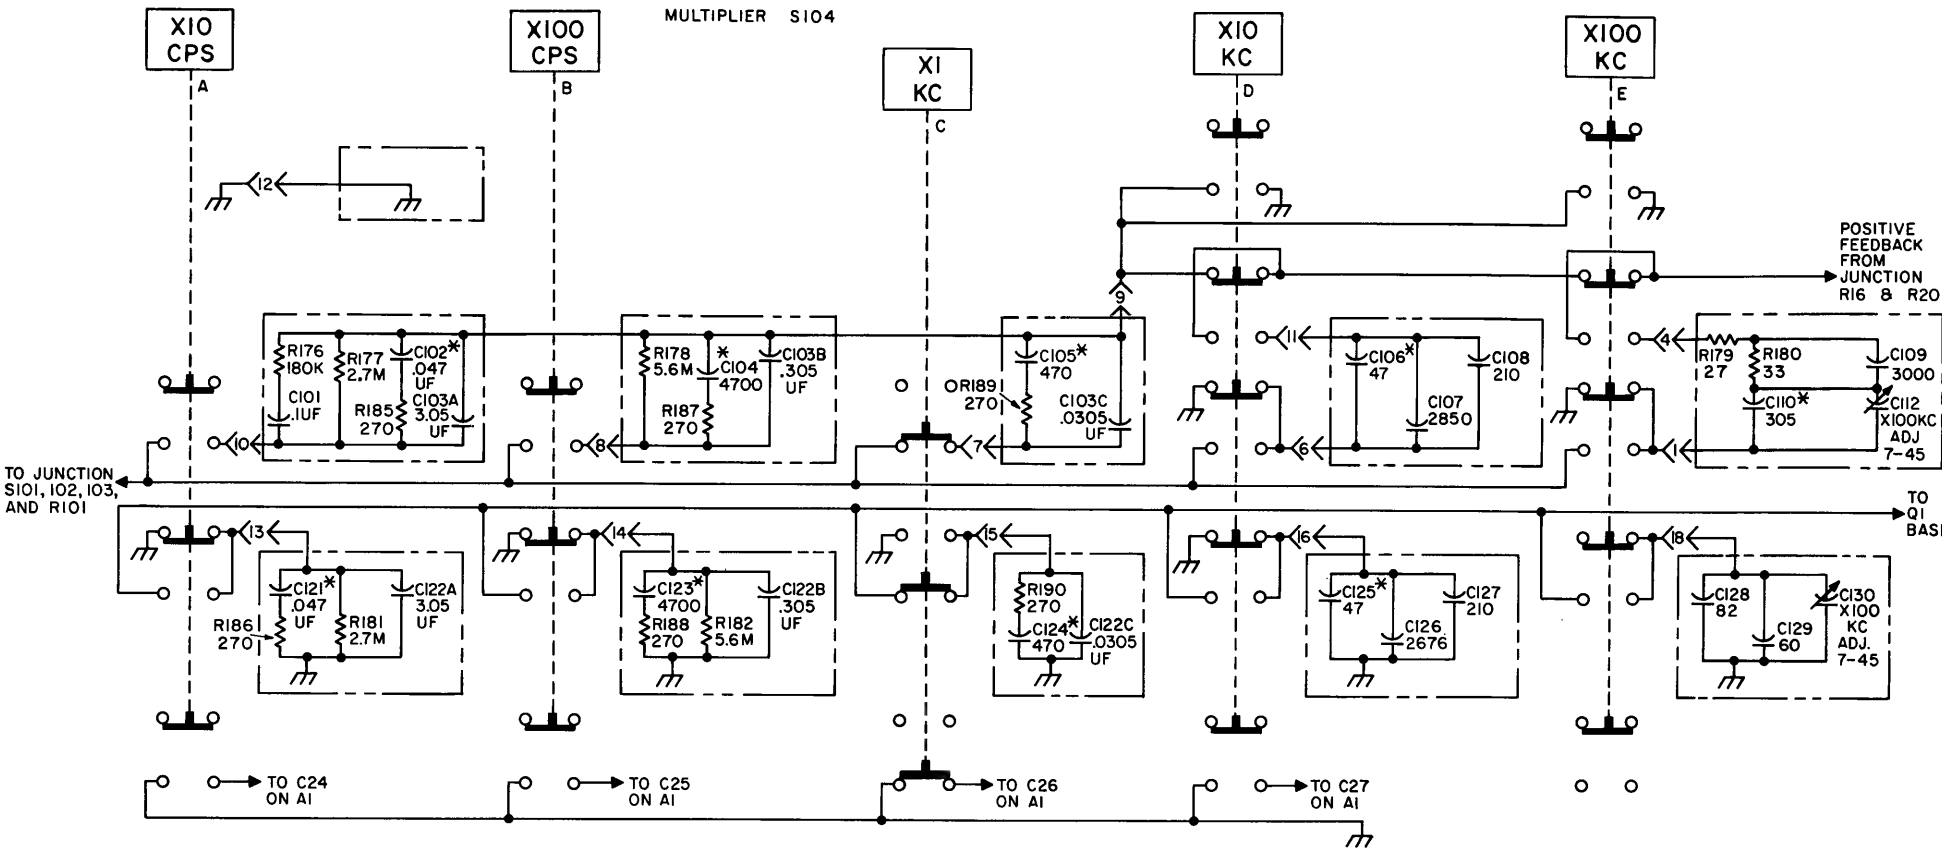 MULTIPLIER S104
X10
CPS
A
X100
CPS
B
X1
KC
C
X10
KC
D
X100
KC
E
12
POSITIVE
FEEDBACK
FROM
JUNCTION
R16 & R20
9
R176
180K
C101
.1UF
R177
2.7M
C102*
.047
UF
R185
270
C103A
3.05
UF
10
R178
5.6M
*
C104
4700
R187
270
C103B
.305
UF
8
R189
270
C105*
470
C103C
.0305
UF
7
11
C106*
47
C107
2850
C108
210
6
4
R179
27
R180
33
C109
3000
C110*
305
C112
X100KC
ADJ
7-45
1
TO JUNCTION
S101, 102, 103,
AND R101
TO
Q1
BASE
13
C121*
.047
UF
R186
270
R181
2.7M
C122A
3.05
UF
14
C123*
4700
R188
270
R182
5.6M
C122B
.305
UF
15
R190
270
C124*
470
C122C
.0305
UF
16
C125*
47
C126
2676
C127
210
18
C128
82
C129
60
C130
X100
KC
ADJ.
7-45
TO C24
ON A1
TO C25
ON A1
TO C26
ON A1
TO C27
ON A1